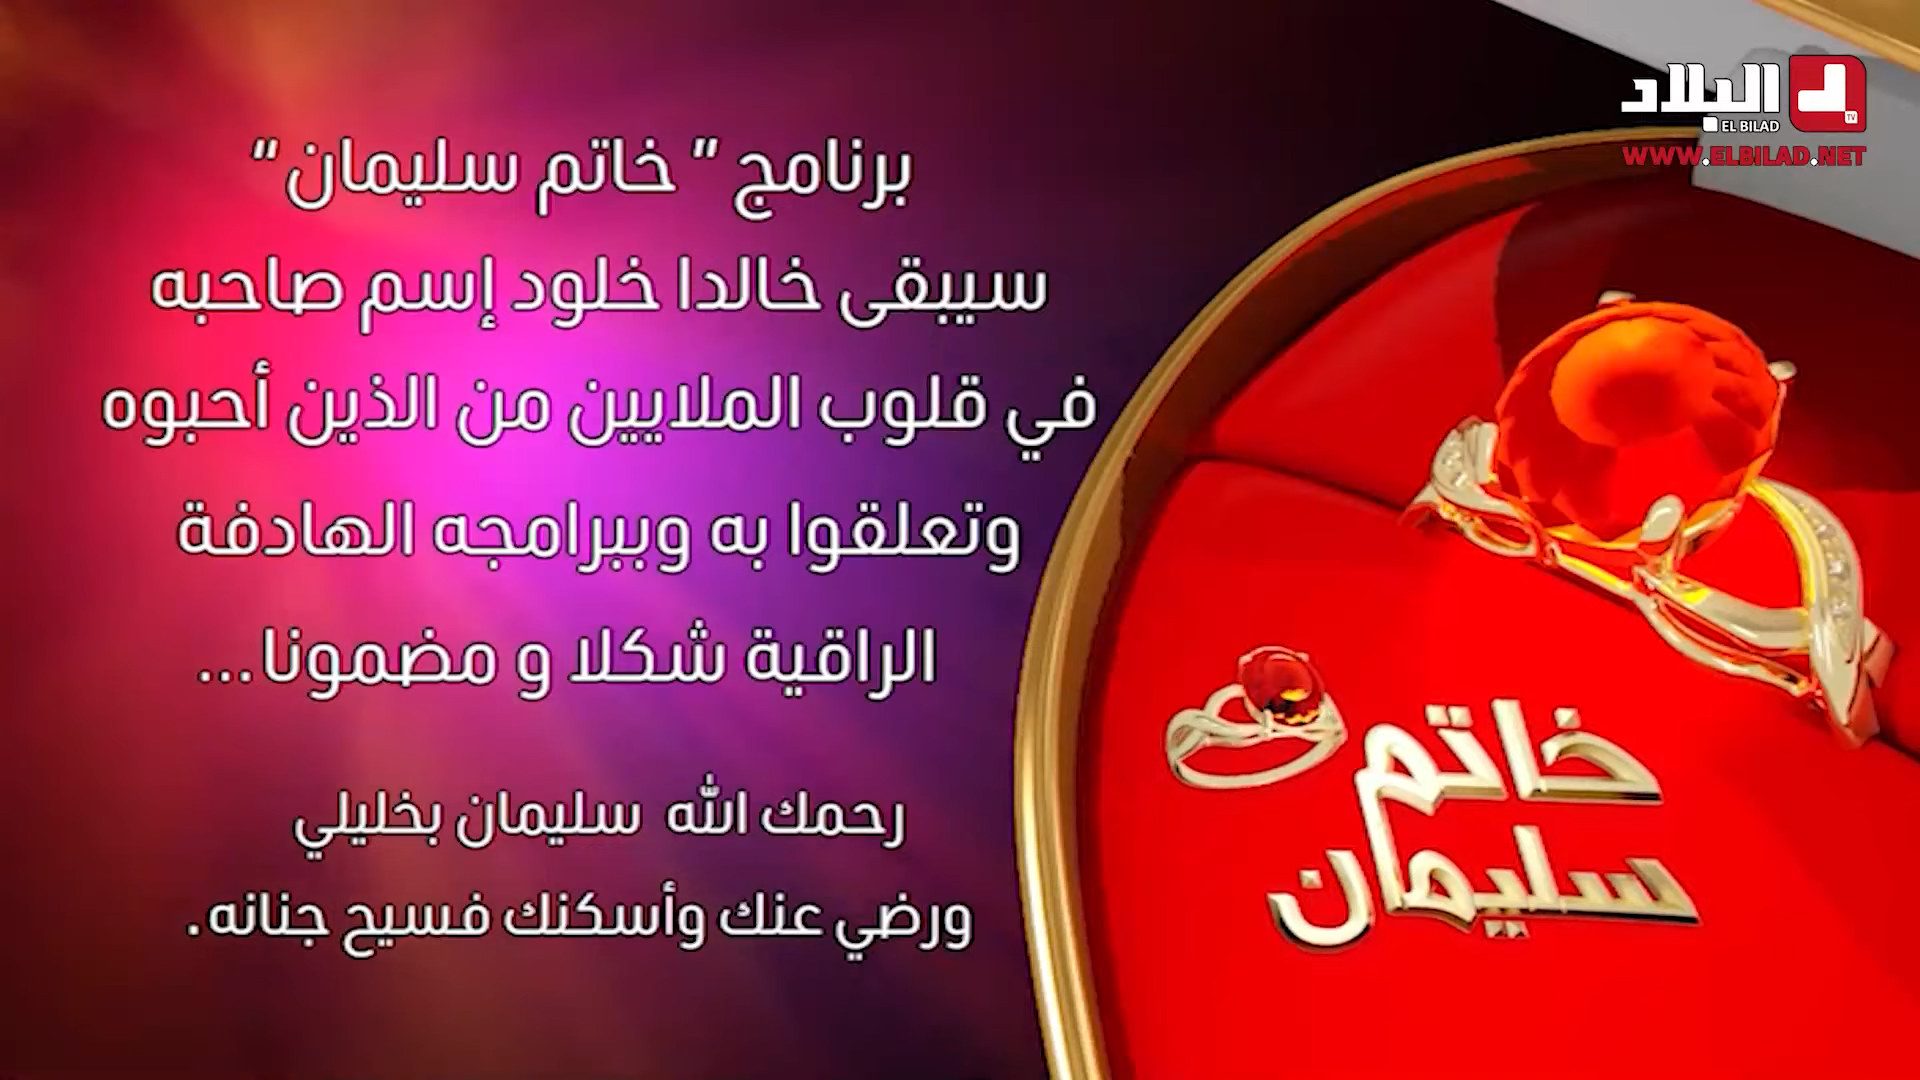 برنامج " خاتم سليمان "
سيبقى خالدا خلود إسم صاحبه
في قلوب الملايين من الذين أحبوه
وتعلقوا به وببرامجه الهادفة
الراقية شكلا و مضمونا...
رحمك الله سليمان بخليلي
ورضي عنك وأسكنك فسيح جنانه.
البلاد
EL BILAD
TV
WWW.ELBILAD.NET
خاتم
سليمان